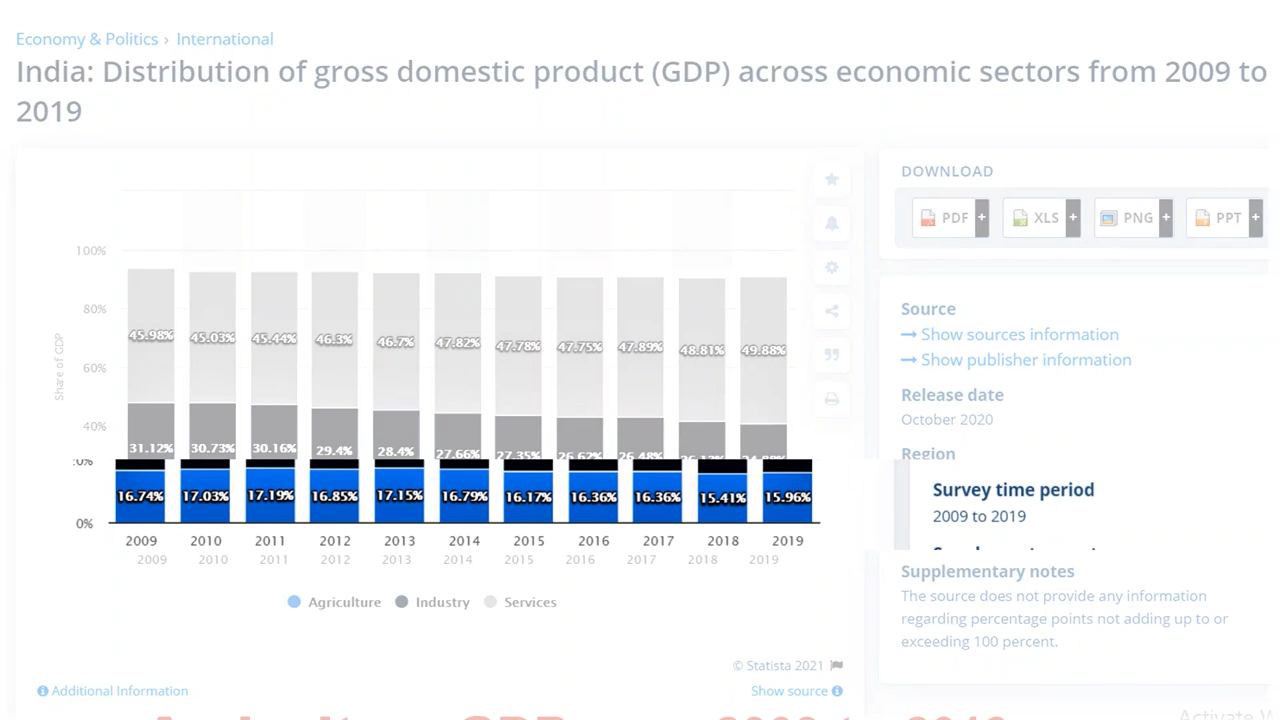 Economy & Politics › International
India: Distribution of gross domestic product (GDP) across economic sectors from 2009 to
2019
DOWNLOAD
PDF + XLS + PNG + PPT +
Share of GDP
100%
80%
60%
40%
0%
45.98% 45.03% 45.44% 46.3% 46.7% 47.82% 47.78% 47.75% 47.89% 48.81% 49.88%
31.12% 30.73% 30.16% 29.4% 28.4% 27.66% 27.35% 26.62% 26.48%
16.74% 17.03% 17.19% 16.85% 17.15% 16.79% 16.17% 16.36% 16.36% 15.41% 15.96%
2009 2010 2011 2012 2013 2014 2015 2016 2017 2018 2019
2009 2010 2011 2012 2013 2014 2015 2016 2017 2018 2019
Agriculture Industry Services
© Statista 2021
Additional Information
Show source
Source
Show sources information
Show publisher information
Release date
October 2020
Region
Survey time period
2009 to 2019
Supplementary notes
The source does not provide any information
regarding percentage points not adding up to or
exceeding 100 percent.